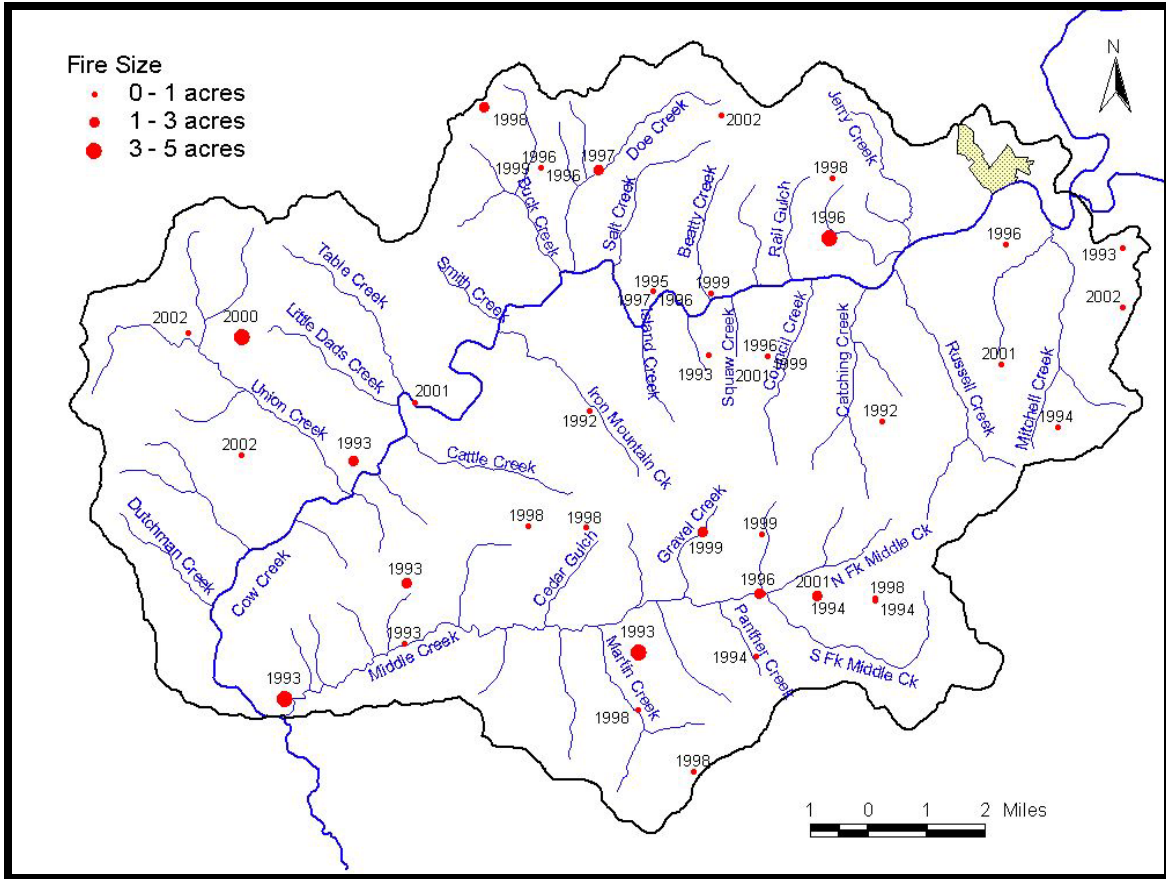 Fire Size
0 - 1 acres
1 - 3 acres
3 - 5 acres
N
1998
1999
1996
1996
1997
Doe Creek
2002
Jerry Creek
1998
Buck Creek
Salt Creek
Beatty Creek
Rail Gulch
1996
1996
1993
Table Creek
Smith Creek
1995
1997
1996
1999
2002
2002
2000
Little Dads Creek
Island Creek
Squaw Creek
Council Creek
Catching Creek
Russell Creek
Mitchell Creek
1993
1996
2001
1999
2001
Union Creek
2001
Iron Mountain Ck
1992
1992
1994
2002
1993
Cattle Creek
Dutchman Creek
Cow Creek
1998
1998
Cedar Gulch
Gravel Creek
1999
1999
N Fk Middle Ck
1993
1996
2001
1994
1998
1994
1993
Middle Creek
1993
Martin Creek
1994
Panther Creek
S Fk Middle Ck
1993
1998
1998
1 0 1 2 Miles